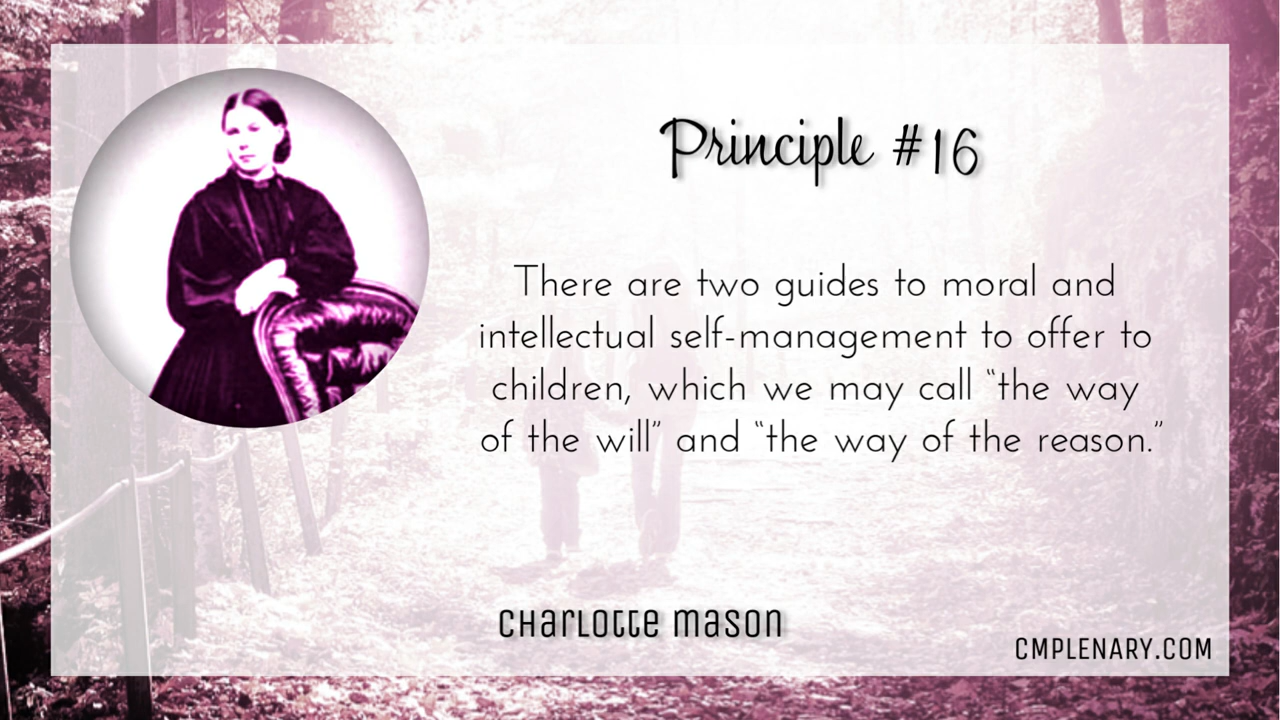 Principle #16
There are two guides to moral and
intellectual self-management to offer to
children, which we may call “the way
of the will” and “the way of the reason.”
Charlotte Mason
CMPLENARY.COM